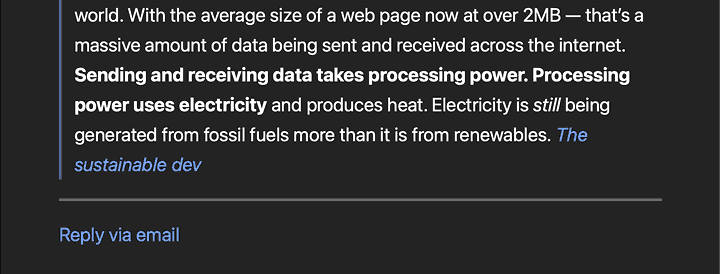 world. With the average size of a web page now at over 2MB — that's a
massive amount of data being sent and received across the internet.
Sending and receiving data takes processing power. Processing
power uses electricity and produces heat. Electricity is still being
generated from fossil fuels more than it is from renewables. The
sustainable dev
Reply via email